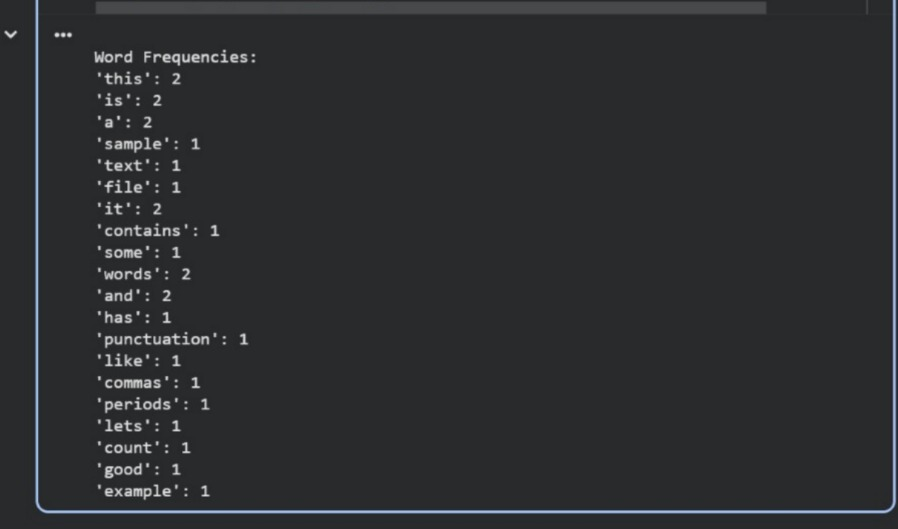 Word Frequencies:
'this': 2
'is': 2
'a': 2
'sample': 1
'text': 1
'file': 1
'it': 2
'contains': 1
'some': 1
'words': 2
'and': 2
'has': 1
'punctuation': 1
'like': 1
'commas': 1
'periods': 1
'lets': 1
'count': 1
'good': 1
'example': 1